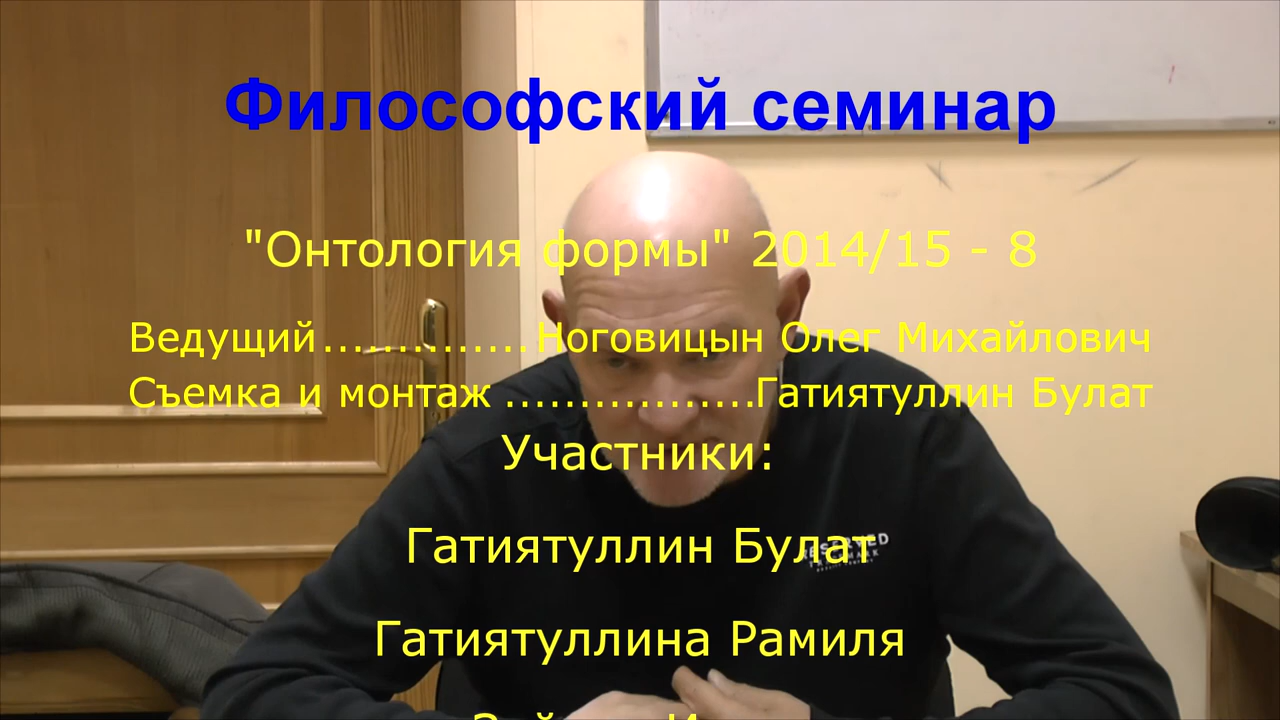 Философский семинар
"Онтология формы" 2014/15 - 8
Ведущий..............Ноговицын Олег Михайлович
Съемка и монтаж .................Гатиятуллин Булат
Участники:
Гатиятуллин Булат
RESERVED
Гатиятуллина Рамиля